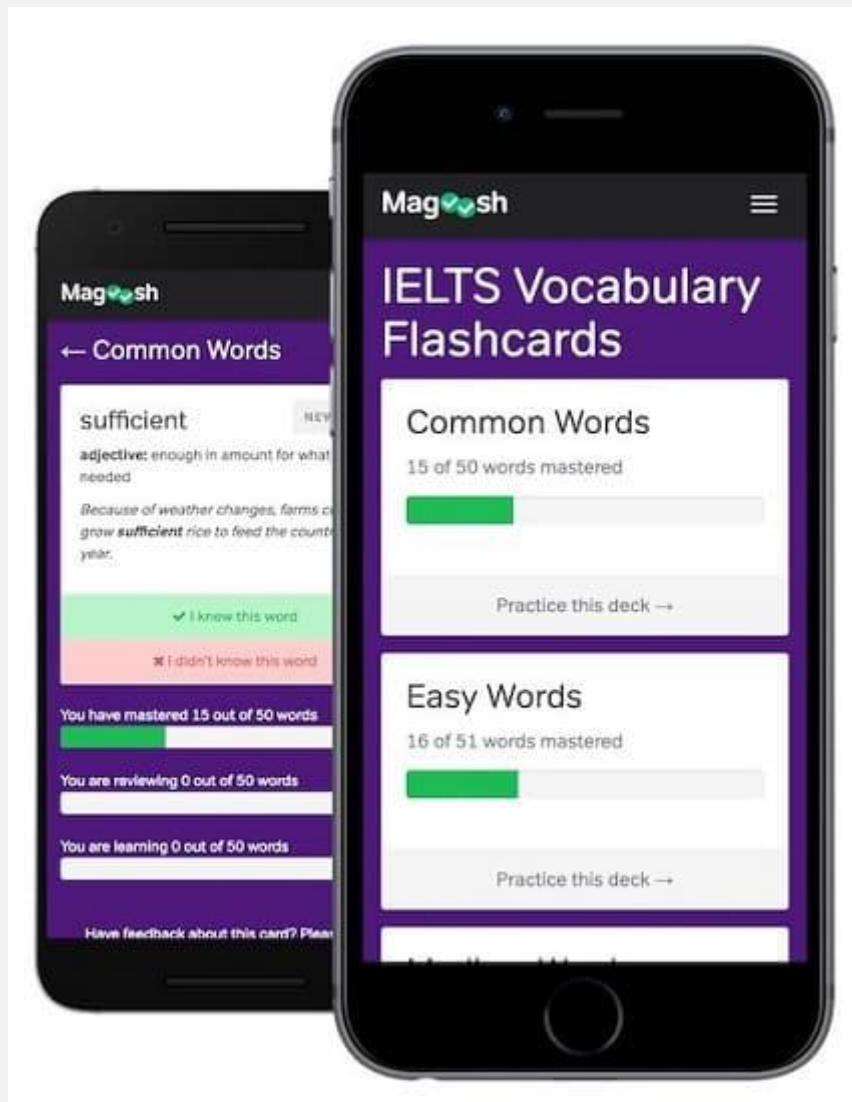 Magoosh
← Common Words
sufficient
NEW
adjective: enough in amount for what
needed
Because of weather changes, farms
grow sufficient rice to feed the
year.
✔ I knew this word
✖ I didn't know this word
You have mastered 15 out of 50 words
You are reviewing 0 out of 50 words
You are learning 0 out of 50 words
Have feedback about this card?
Magoosh
IELTS Vocabulary
Flashcards
Common Words
15 of 50 words mastered
Practice this deck →
Easy Words
16 of 51 words mastered
Practice this deck →